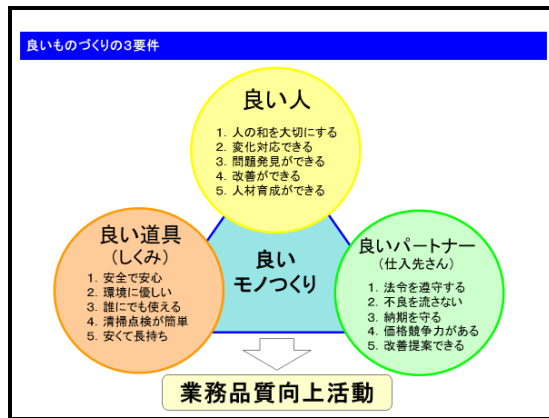 良いものづくりの3要件
良い人
1. 人の和を大切にする
2. 変化対応できる
3. 問題発見ができる
4. 改善ができる
5. 人材育成ができる
良い道具
(しくみ)
1. 安全で安心
2. 環境に優しい
3. 誰にでも使える
4. 清掃点検が簡単
5. 安くて長持ち
良い
モノつくり
良いパートナー
(仕入先さん)
1. 法令を遵守する
2. 不良を流さない
3. 納期を守る
4. 価格競争力がある
5. 改善提案できる
業務品質向上活動